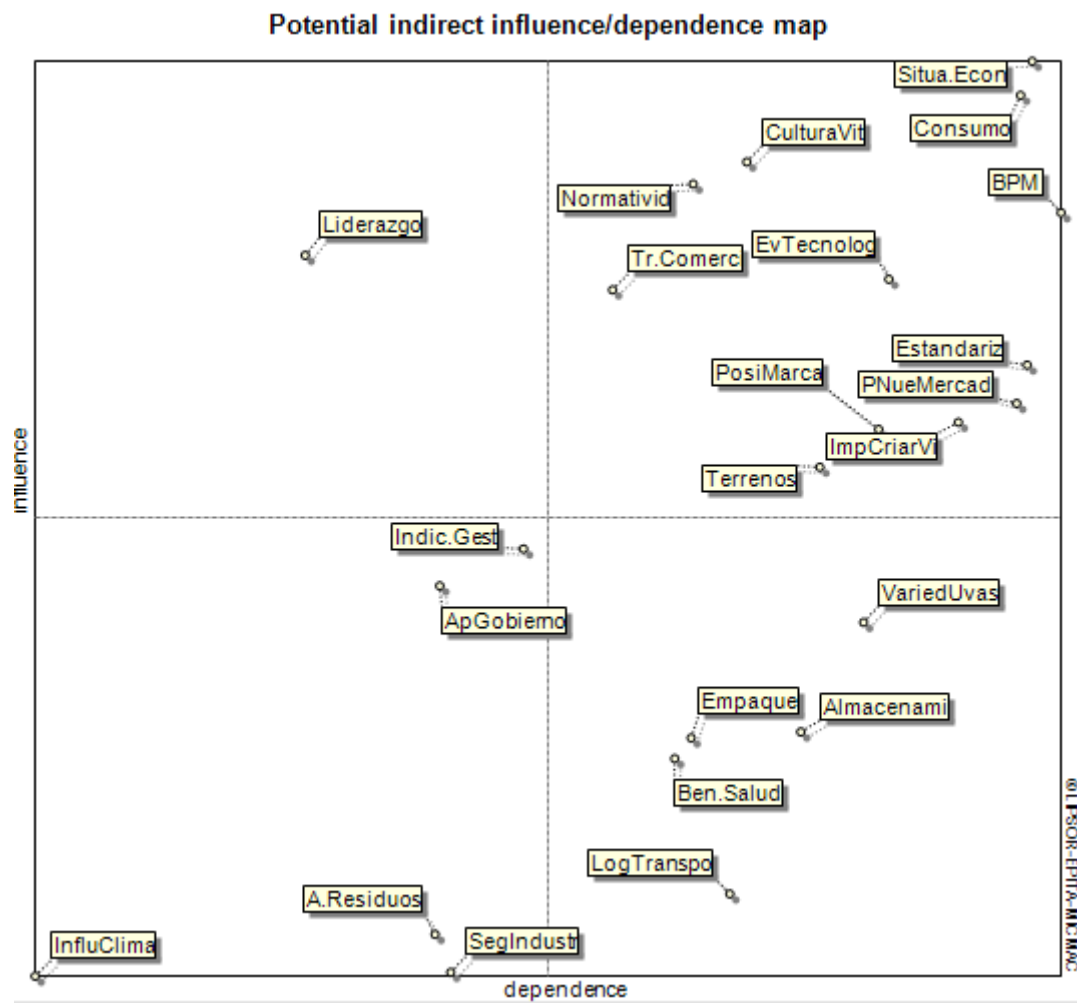 Potential indirect influence/dependence map
Situa.Econ
Consumo
CulturaVit
BPM
Normativid
Liderazgo
EvTecnolog
Tr.Comerc
Estandariz
PosiMarca
PNueMercad
ImpCriarVi
Terrenos
influence
Indic.Gest
VariedUvas
ApGobierno
Empaque
Almacenami
Ben.Salud
LogTranspo
A.Residuos
SegIndustr
InfluClima
dependence
© LIPSOR-EPITA-MICMAC